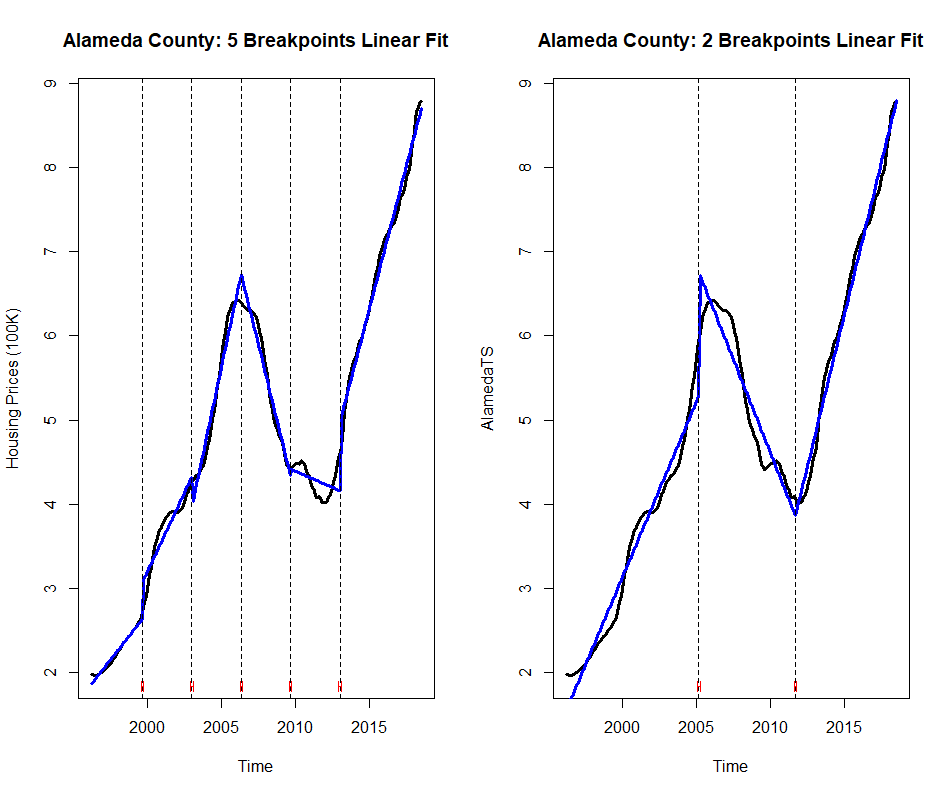 Alameda County: 5 Breakpoints Linear Fit
Housing Prices (100K)
9
8
7
6
5
4
3
2
2000 2005 2010 2015
Time
Alameda County: 2 Breakpoints Linear Fit
AlamedaTS
9
8
7
6
5
4
3
2
2000 2005 2010 2015
Time